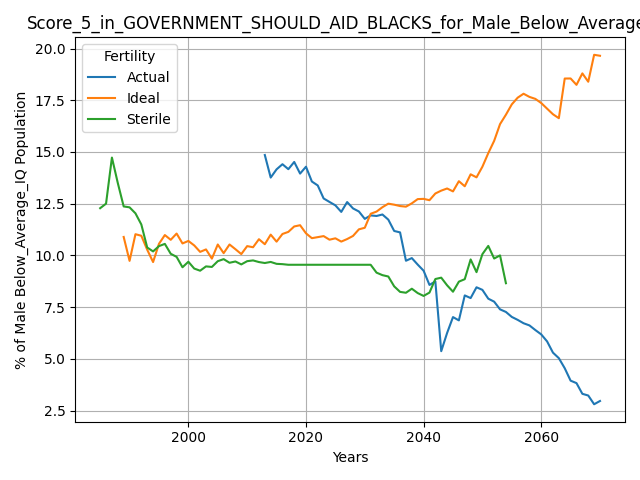 Score_5_in_GOVERNMENT_SHOULD_AID_BLACKS_for_Male_Below_Average
Fertility
Actual
Ideal
Sterile
20.0
17.5
15.0
12.5
10.0
7.5
5.0
2.5
% of Male Below_Average_IQ Population
2000
2020
2040
2060
Years